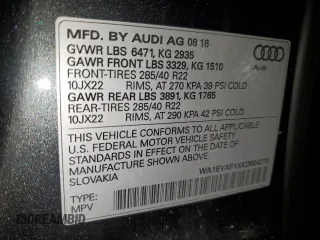 MFD. BY AUDI AG 08 18
GVWR LBS 6471, KG 2935
GAWR FRONT LBS 3329, KG 1510
FRONT-TIRES 285/40 R22
10JX22 RIMS, AT 270 KPA 39 PSI COLD
GAWR REAR LBS 3891, KG 1765
REAR-TIRES 285/40 R22
10JX22 RIMS, AT 290 KPA 42 PSI COLD
Audi
THIS VEHICLE CONFORMS TO ALL APPLICABLE
U.S. FEDERAL MOTOR VEHICLE SAFETY
STANDARDS IN EFFECT ON THE DATE OF
MANUFACTURE SHOWN ABOVE.
SLOVAKIA
TYPE
MPV